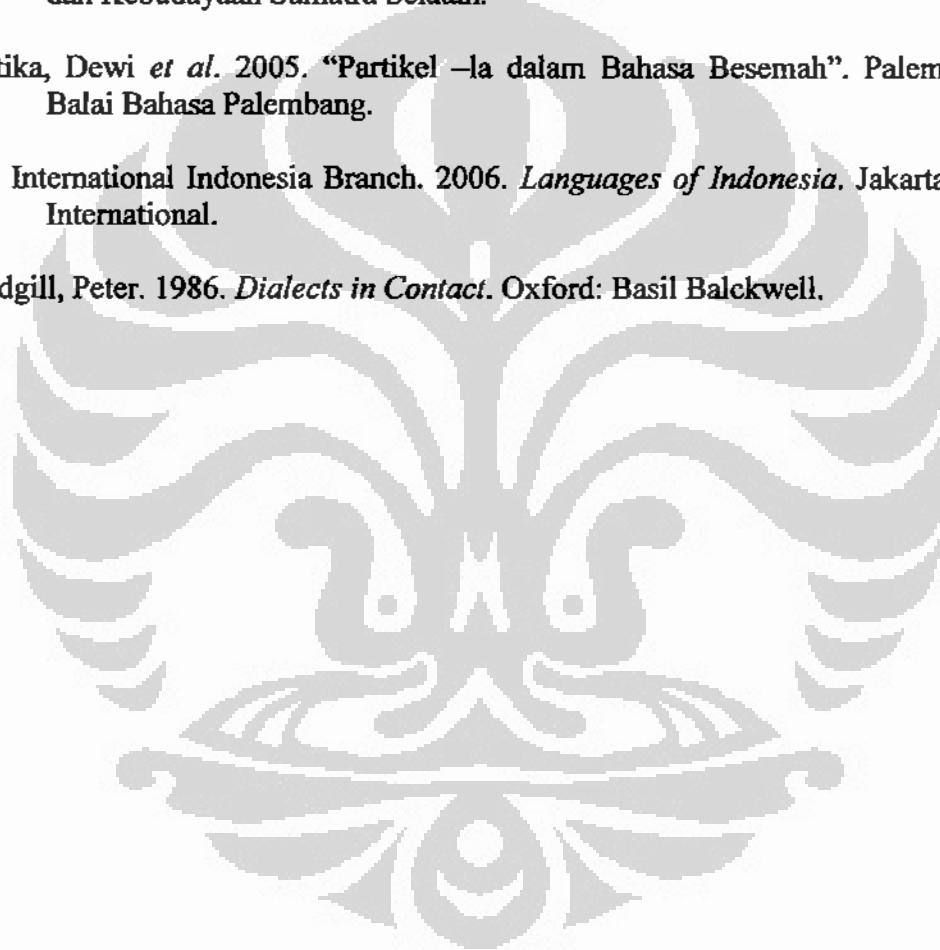 dan Kebudayaan Sumatra Selatan.
tika, Dewi et al. 2005. “Partikel –la dalam Bahasa Besemah”. Palem
Balai Bahasa Palembang.
International Indonesia Branch. 2006. Languages of Indonesia. Jakarta
International.
dgill, Peter. 1986. Dialects in Contact. Oxford: Basil Balckwell.